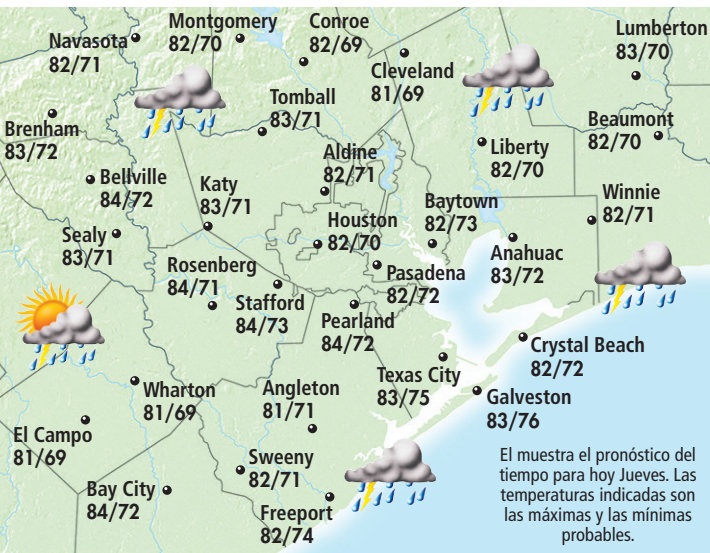 Montgomery
82/70
Conroe
82/69
Lumberton
83/70
Navasota
82/71
Cleveland
81/69
Tomball
83/71
Beaumont
82/70
Brenham
83/72
Liberty
82/70
Aldine
82/71
Bellville
84/72
Katy
83/71
Winnie
82/71
Baytown
82/73
Houston
82/70
Sealy
83/71
Anahuac
83/72
Rosenberg
84/71
Pasadena
82/72
Stafford
84/73
Pearland
84/72
Crystal Beach
82/72
Texas City
83/75
Wharton
81/69
Angleton
81/71
Galveston
83/76
El Campo
81/69
Sweeny
82/71
Bay City
84/72
Freeport
82/74
El muestra el pronóstico del
tiempo para hoy Jueves. Las
temperaturas indicadas son
las máximas y las mínimas
probables.